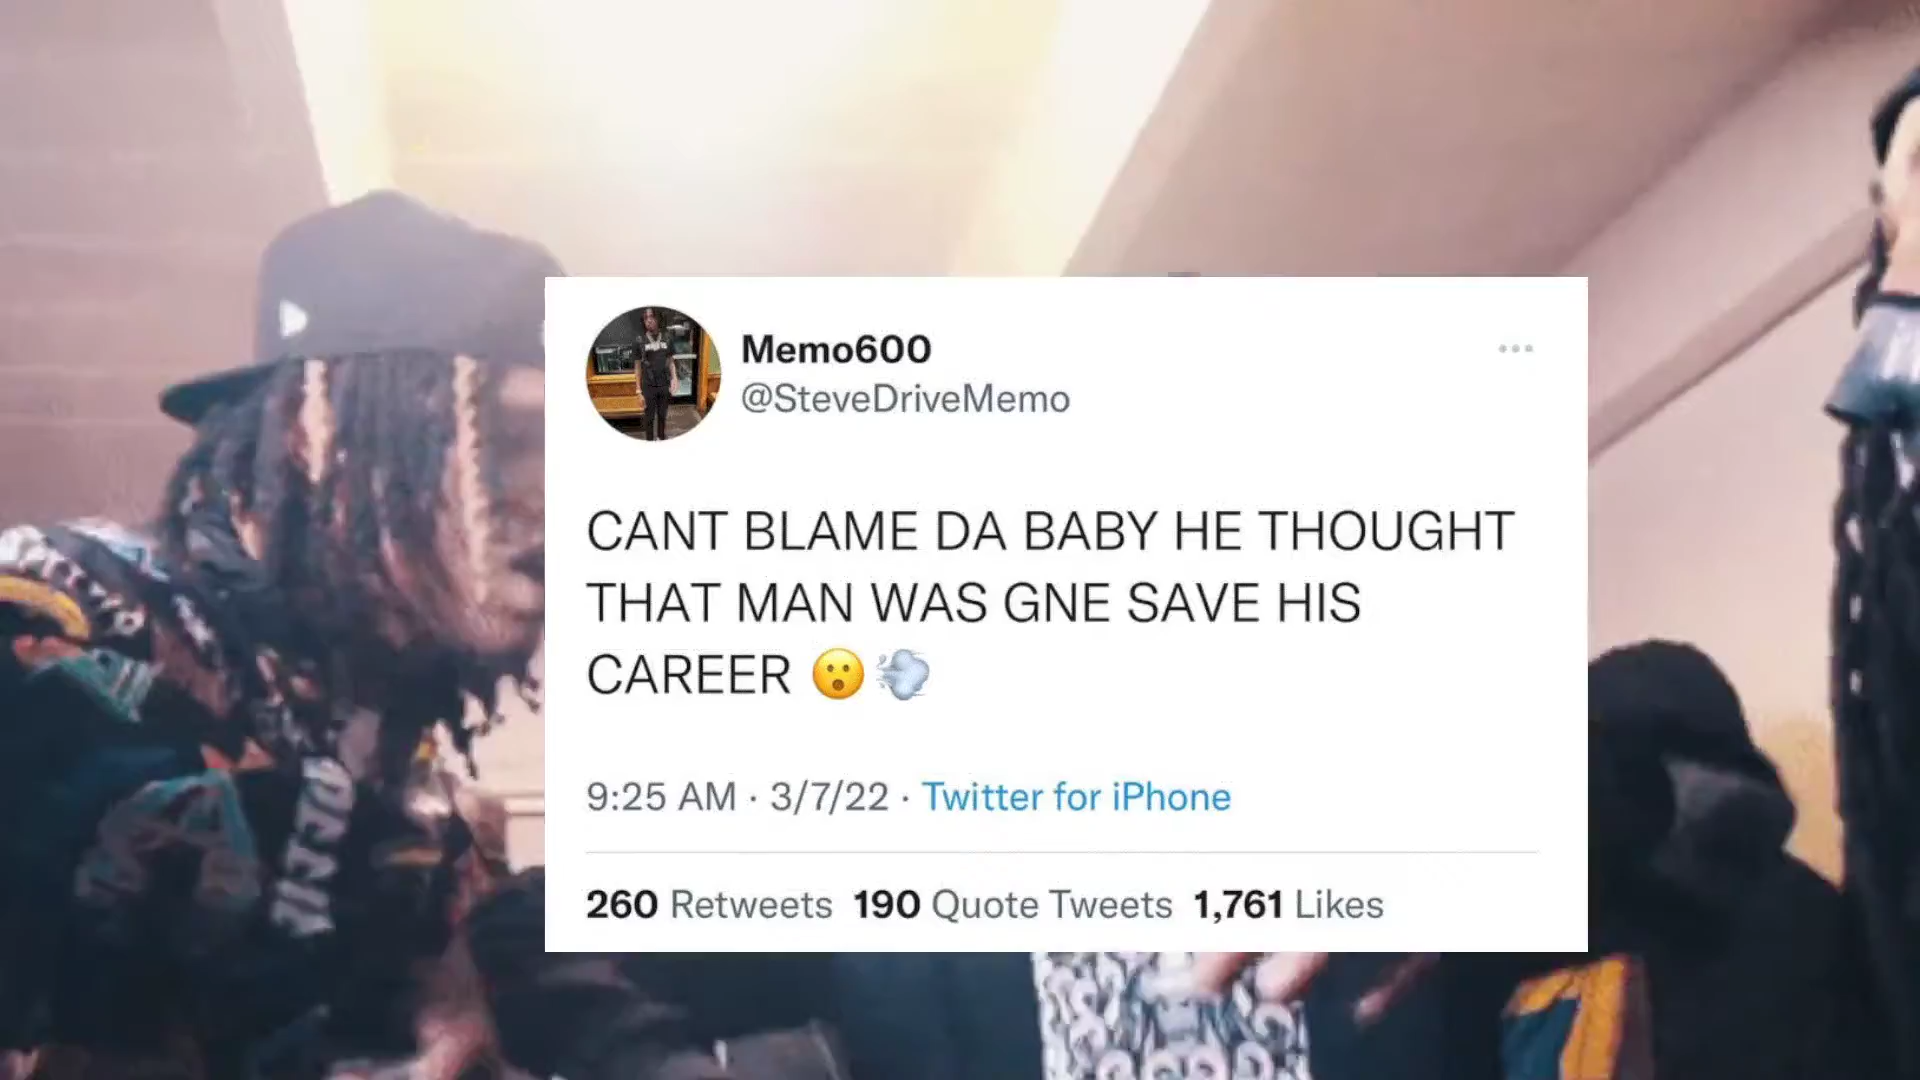 Memo600
@SteveDriveMemo
CANT BLAME DA BABY HE THOUGHT
THAT MAN WAS GNE SAVE HIS
CAREER 😮💨
9:25 AM · 3/7/22 · Twitter for iPhone
260 Retweets 190 Quote Tweets 1,761 Likes